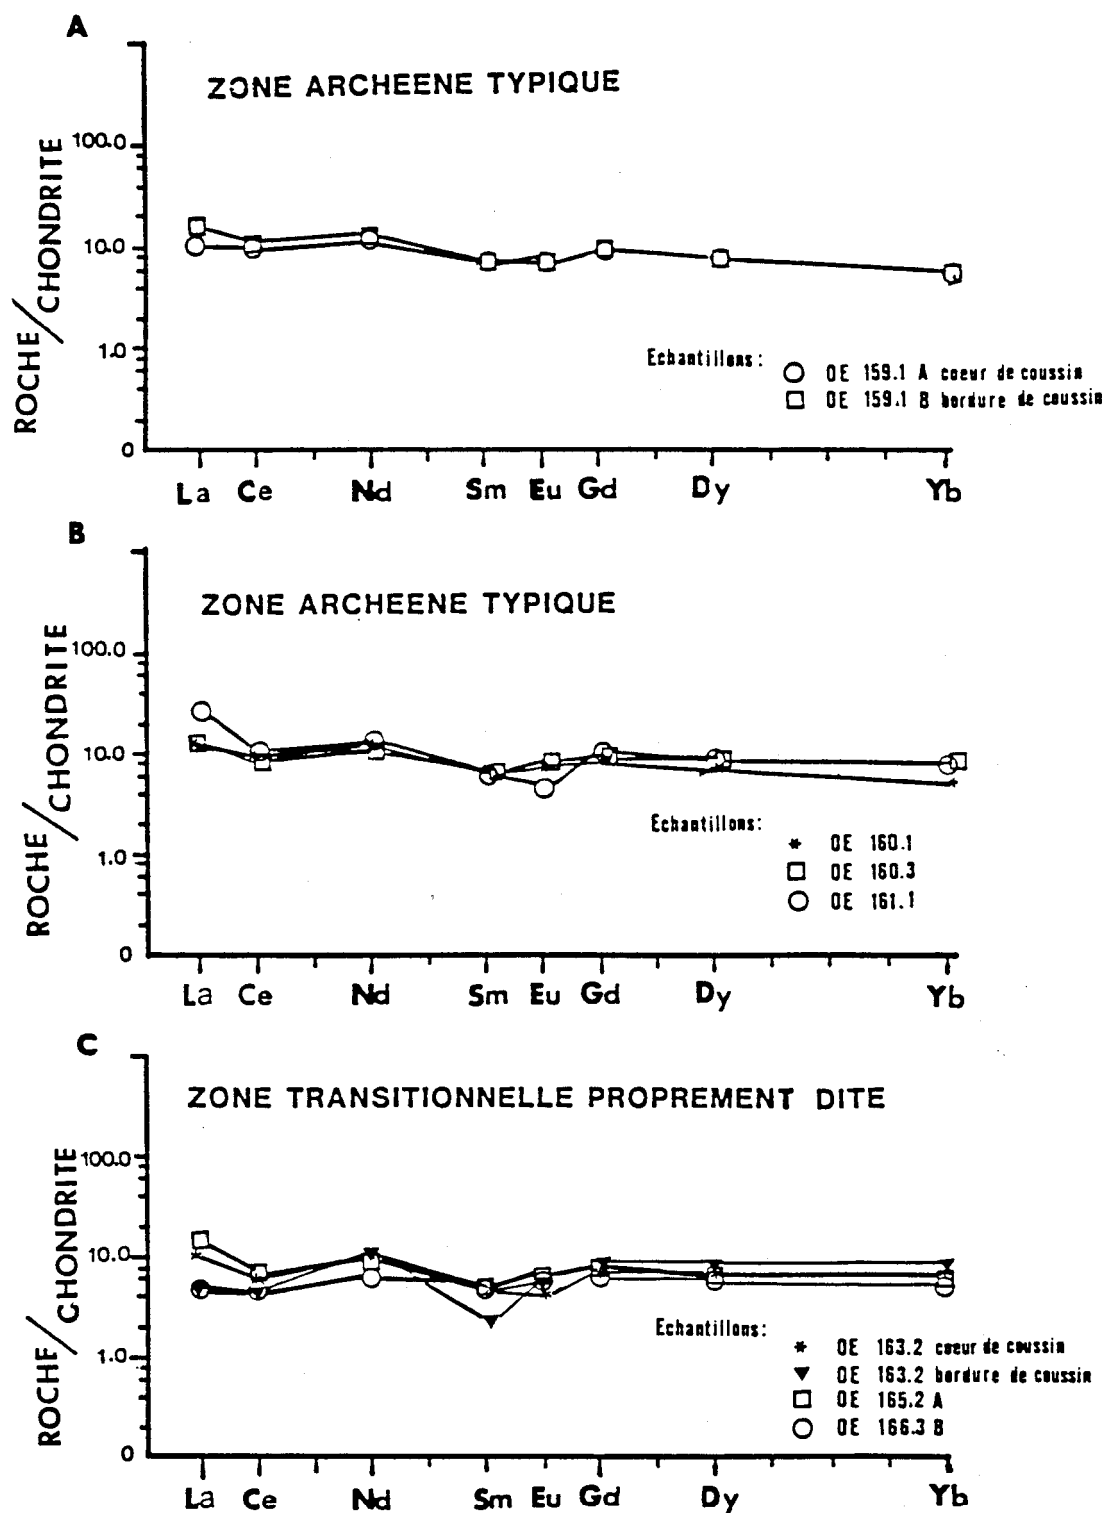 A
ZONE ARCHEENE TYPIQUE
ROCHE/CHONDRITE
100.0
10.0
1.0
0
Echantillons:
OE 159.1 A coeur de coussin
OE 159.1 B bordure de coussin
La Ce Nd Sm Eu Gd Dy Yb
B
ZONE ARCHEENE TYPIQUE
ROCHE/CHONDRITE
100.0
10.0
1.0
0
Echantillons:
OE 160.1
OE 160.3
OE 161.1
La Ce Nd Sm Eu Gd Dy Yb
C
ZONE TRANSITIONNELLE PROPREMENT DITE
ROCHE/CHONDRITE
100.0
10.0
1.0
0
Echantillons:
OE 163.2 coeur de coussin
OE 163.2 bordure de coussin
OE 165.2 A
OE 166.3 B
La Ce Nd Sm Eu Gd Dy Yb